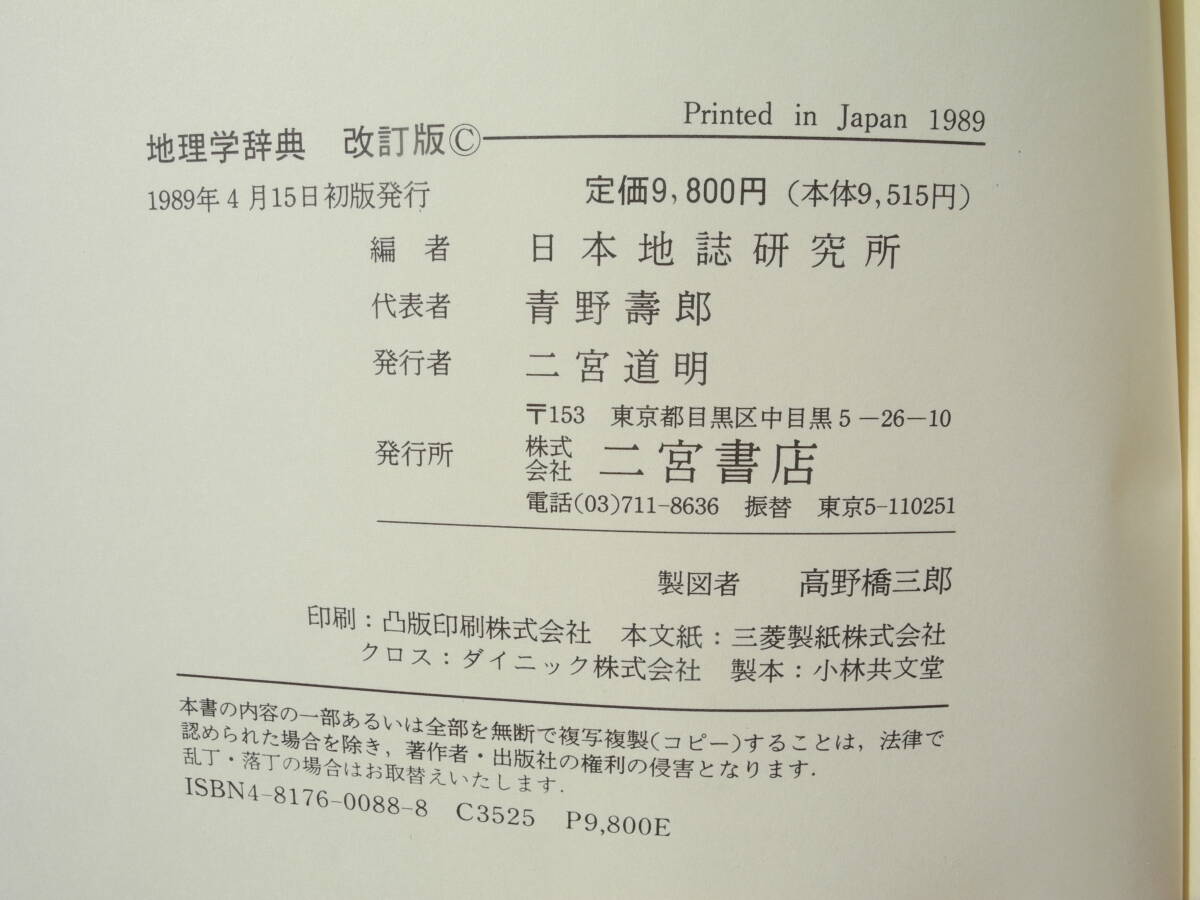 Printed in Japan 1989
地理学辞典 改訂版Ⓒ
1989年4月15日初版発行 定価9,800円(本体9,515円)
編者 日本地誌研究所
代表者 青野壽郎
発行者 二宮道明
〒153 東京都目黒区中目黒5-26-10
発行所 株式会社 二宮書店
電話(03)711-8636 振替 東京5-110251
製図者 高野橋三郎
印刷:凸版印刷株式会社 本文紙:三菱製紙株式会社
クロス:ダイニック株式会社 製本:小林共文堂
本書の内容の一部あるいは全部を無断で複写複製(コピー)することは,法律で
認められた場合を除き,著作者・出版社の権利の侵害となります.
乱丁・落丁の場合はお取替えいたします.
ISBN4-8176-0088-8 C3525 P9,800E